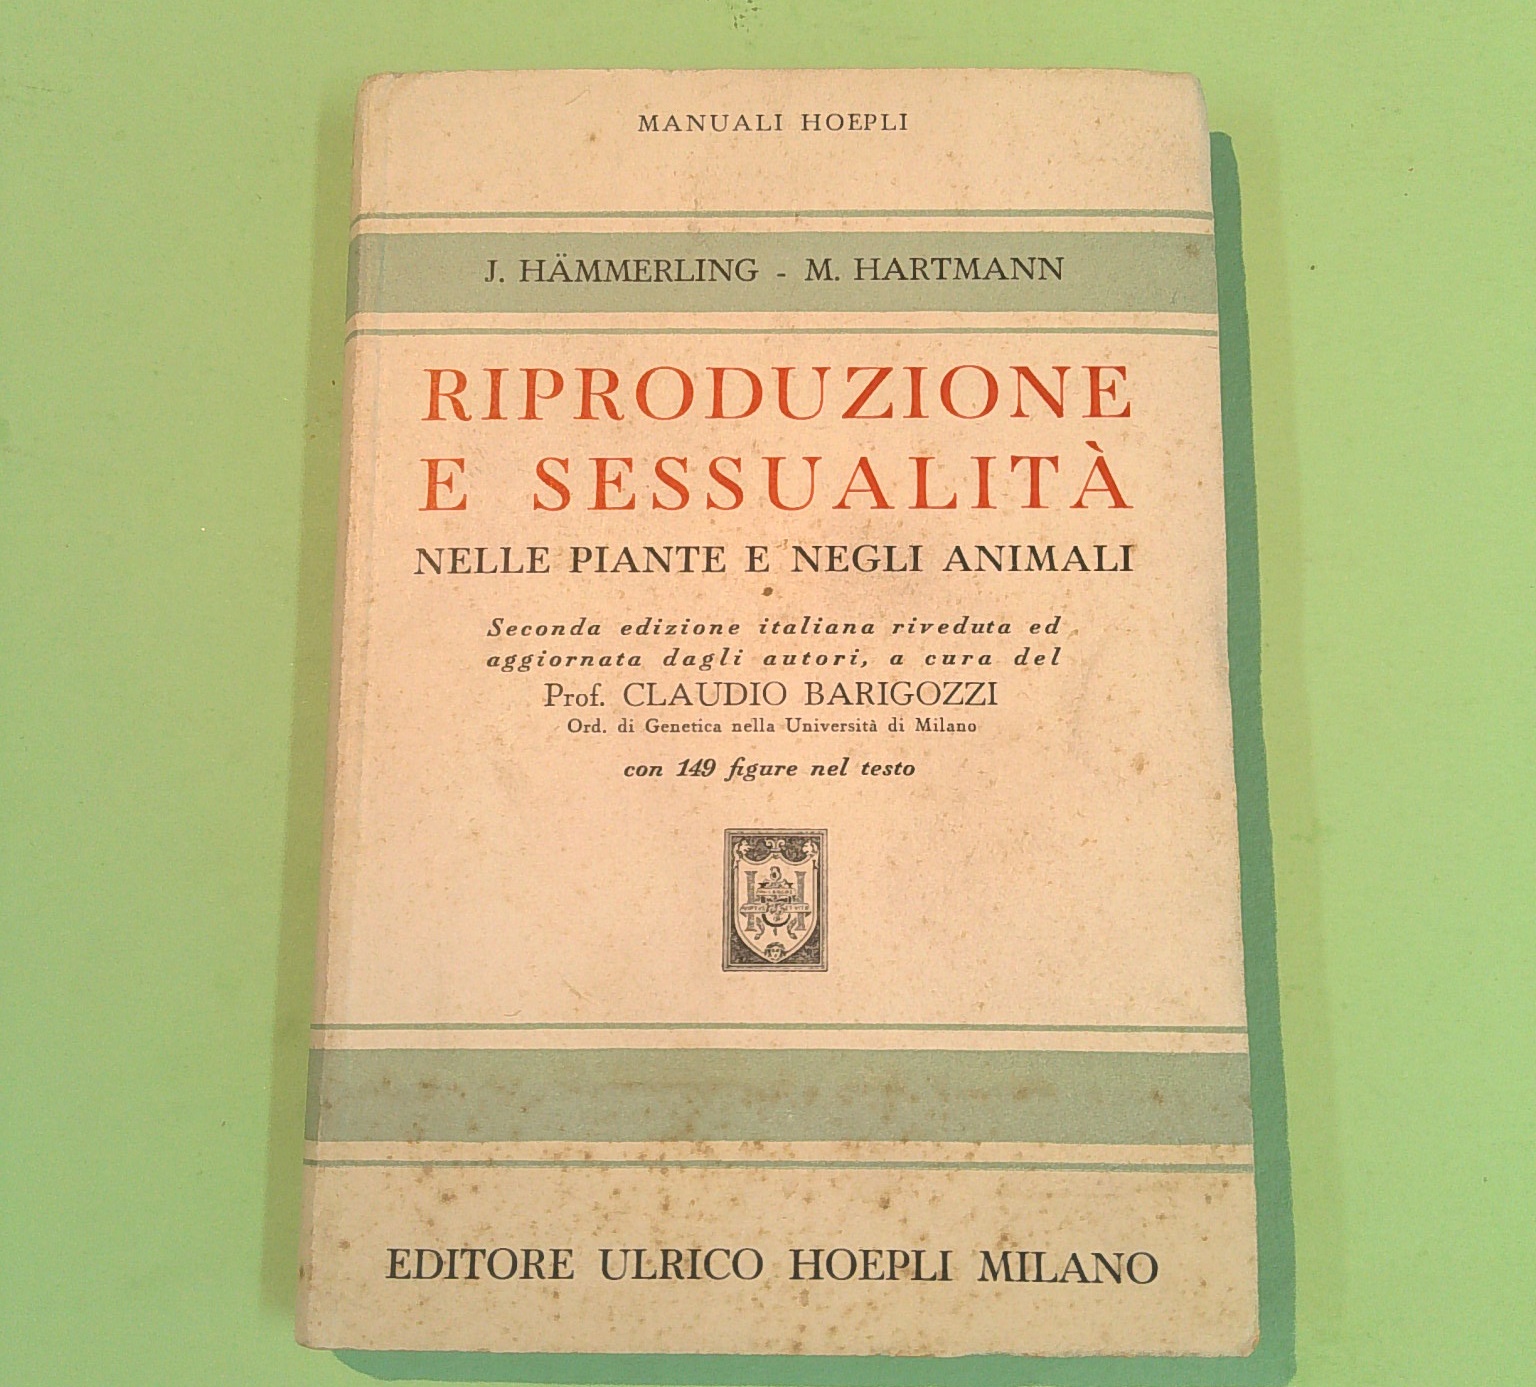 MANUALI HOEPLI
J. HÄMMERLING - M. HARTMANN
RIPRODUZIONE
E SESSUALITÀ
NELLE PIANTE E NEGLI ANIMALI
Seconda edizione italiana riveduta ed
aggiornata dagli autori, a cura del
Prof. CLAUDIO BARIGOZZI
Ord. di Genetica nella Università di Milano
con 149 figure nel testo
EDITORE ULRICO HOEPLI MILANO